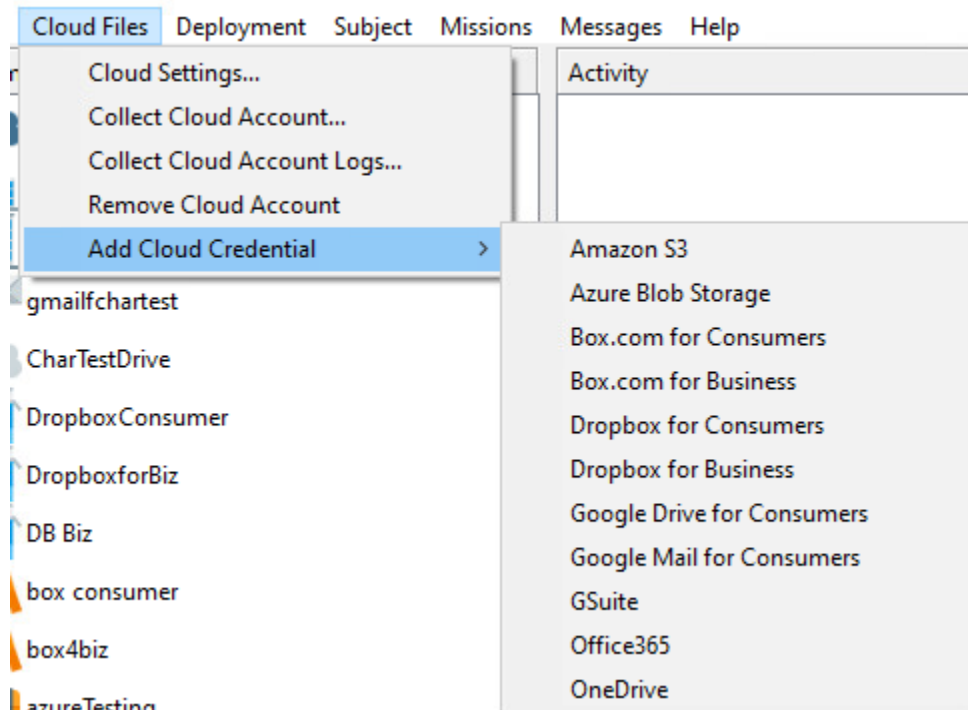 Cloud Files Deployment Subject Missions Messages Help
Activity
Cloud Settings...
Collect Cloud Account...
Collect Cloud Account Logs...
Remove Cloud Account
Add Cloud Credential
Amazon S3
Azure Blob Storage
Box.com for Consumers
Box.com for Business
Dropbox for Consumers
Dropbox for Business
Google Drive for Consumers
Google Mail for Consumers
GSuite
Office365
OneDrive
gmailfchartest
CharTestDrive
DropboxConsumer
DropboxforBiz
DB Biz
box consumer
box4biz
azureTesting